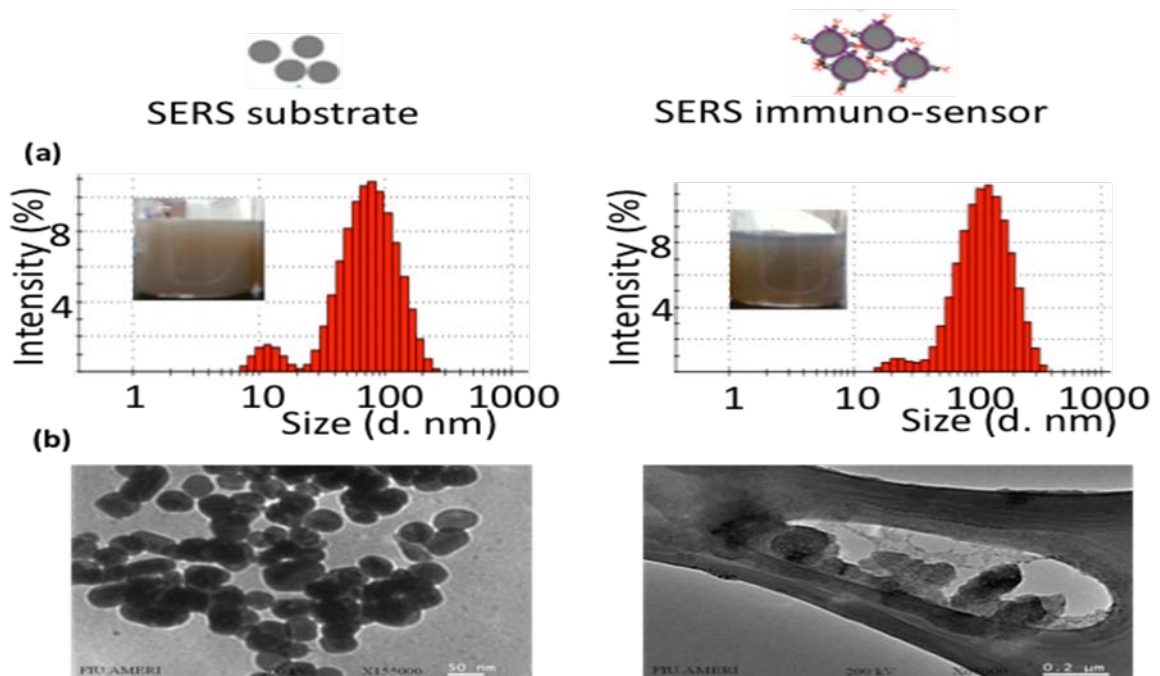 SERS substrate
SERS immuno-sensor
(a)
Intensity (%)
8
4
1 10 100 1000
Size (d. nm)
Intensity (%)
8
4
1 10 100 1000
Size (d. nm)
(b)
FIU AMERI X155000 50 nm
FIU AMERI 200 kV 0.2 μm